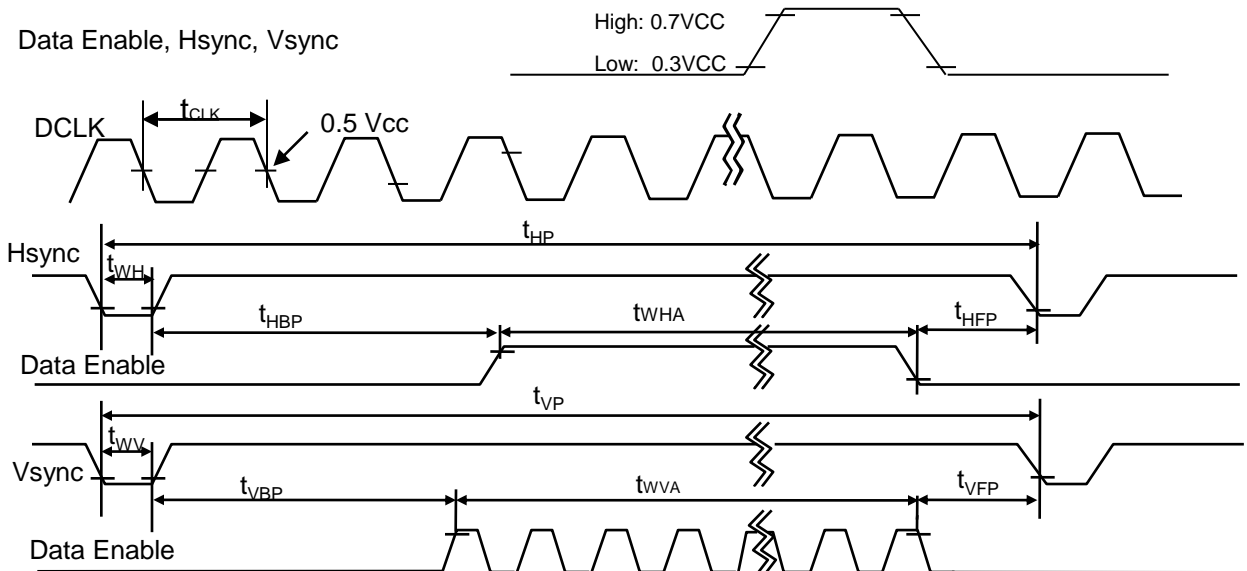 High: 0.7VCC
Data Enable, Hsync, Vsync
Low: 0.3VCC
tCLK
DCLK
0.5 Vcc
tHP
Hsync
tWH
tHBP
tWHA
tHFP
Data Enable
tVP
tWV
Vsync
tVBP
tWVA
tVFP
Data Enable